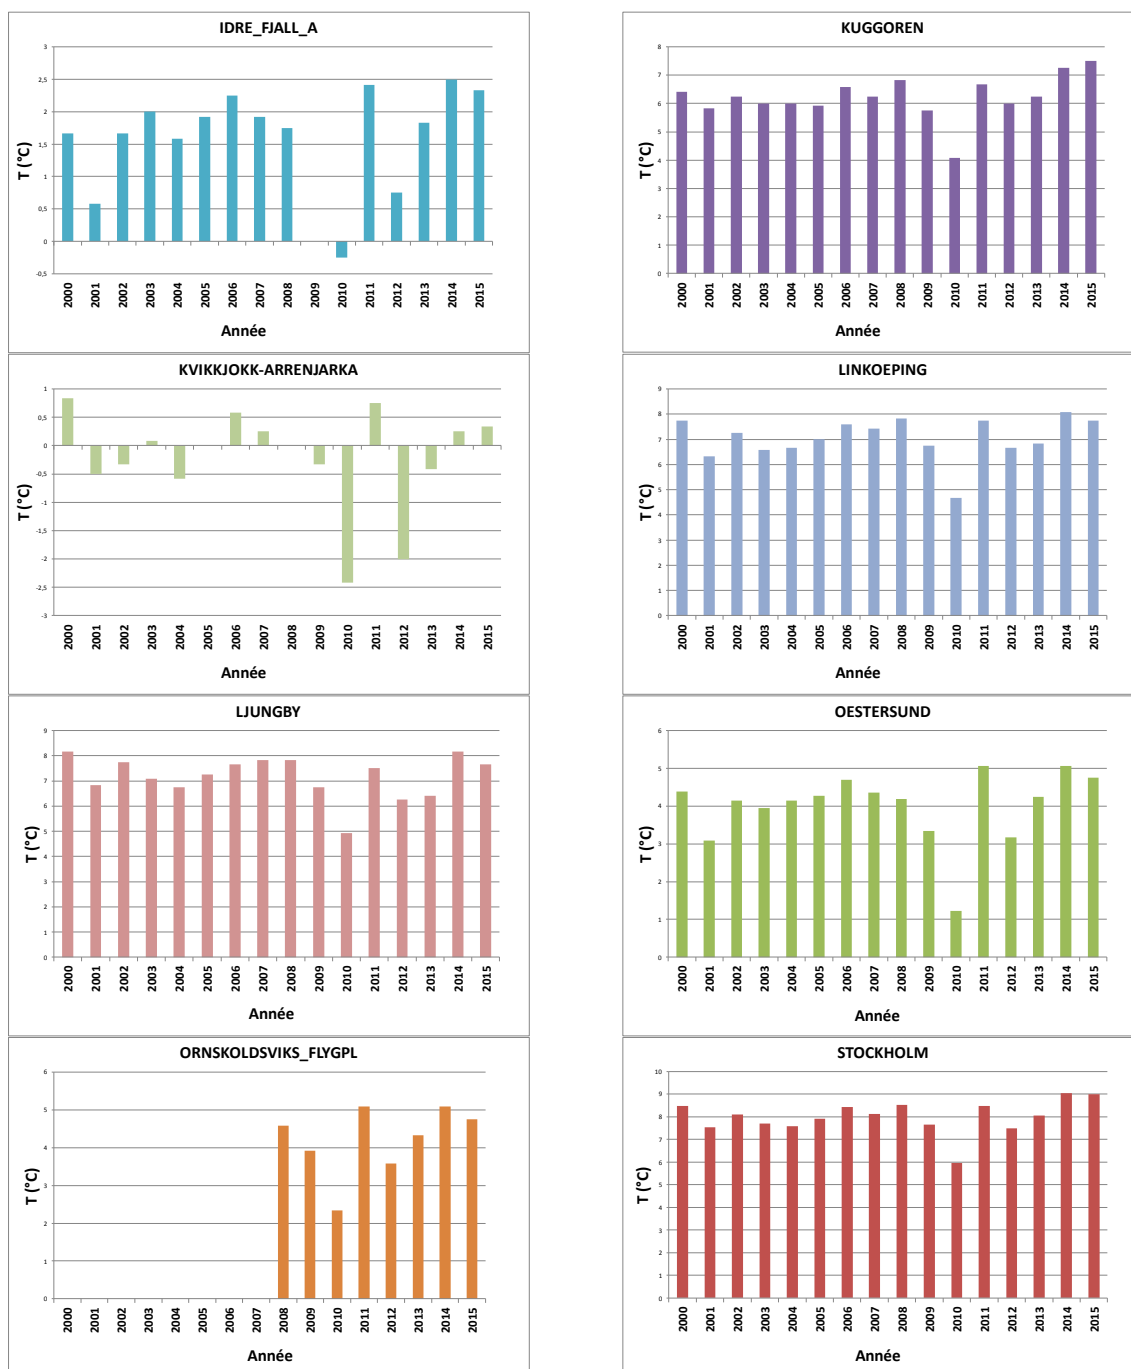 IDRE_FJALL_A
3
2,5
2
1,5
1
0,5
0
-0,5
T (°C)
2000 2001 2002 2003 2004 2005 2006 2007 2008 2009 2010 2011 2012 2013 2014 2015
Année
KUGGOREN
8
7
6
5
4
3
2
1
0
T (°C)
2000 2001 2002 2003 2004 2005 2006 2007 2008 2009 2010 2011 2012 2013 2014 2015
Année
KVIKKJOKK-ARRENJARKA
1
0,5
0
-0,5
-1
-1,5
-2
-2,5
-3
T (°C)
2000 2001 2002 2003 2004 2005 2006 2007 2008 2009 2010 2011 2012 2013 2014 2015
Année
LINKOEPING
9
8
7
6
5
4
3
2
1
0
T (°C)
2000 2001 2002 2003 2004 2005 2006 2007 2008 2009 2010 2011 2012 2013 2014 2015
Année
LJUNGBY
9
8
7
6
5
4
3
2
1
0
T (°C)
2000 2001 2002 2003 2004 2005 2006 2007 2008 2009 2010 2011 2012 2013 2014 2015
Année
OESTERSUND
6
5
4
3
2
1
0
T (°C)
2000 2001 2002 2003 2004 2005 2006 2007 2008 2009 2010 2011 2012 2013 2014 2015
Année
ORNSKOLDSVIKS_FLYGPL
6
5
4
3
2
1
0
T (°C)
2000 2001 2002 2003 2004 2005 2006 2007 2008 2009 2010 2011 2012 2013 2014 2015
Année
STOCKHOLM
10
9
8
7
6
5
4
3
2
1
0
T (°C)
2000 2001 2002 2003 2004 2005 2006 2007 2008 2009 2010 2011 2012 2013 2014 2015
Année